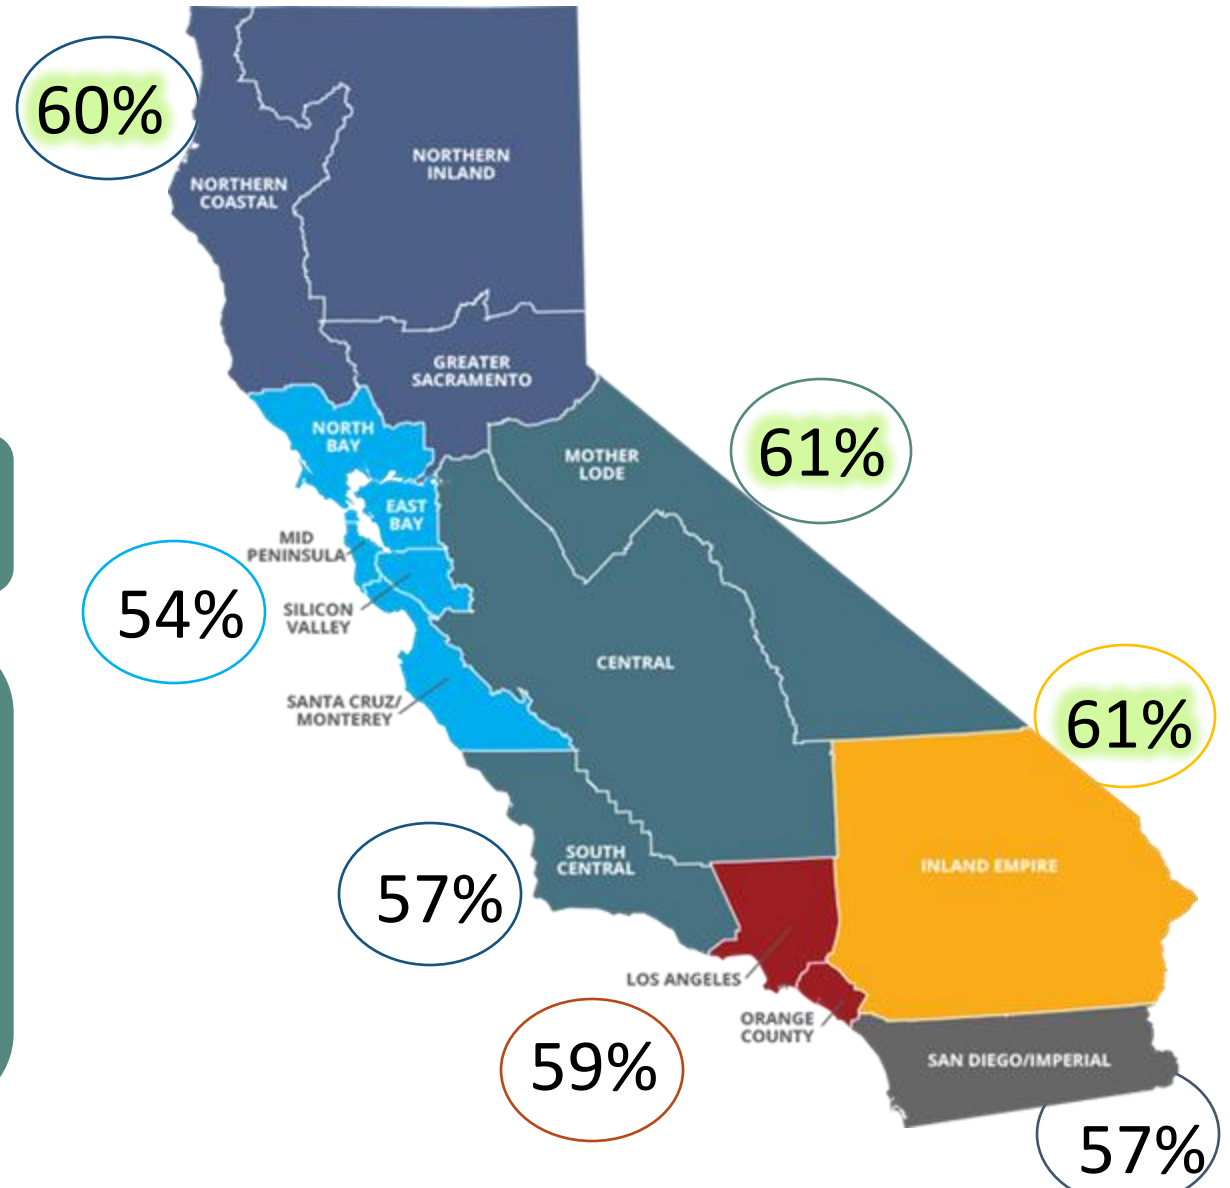 60%
NORTHERN
COASTAL
NORTHERN
INLAND
GREATER
SACRAMENTO
NORTH
BAY
MOTHER
LODE
61%
EAST
BAY
MID
PENINSULA
54%
SILICON
VALLEY
CENTRAL
SANTA CRUZ/
MONTEREY
61%
SOUTH
CENTRAL
57%
INLAND EMPIRE
LOS ANGELES
ORANGE
COUNTY
59%
SAN DIEGO/IMPERIAL
57%